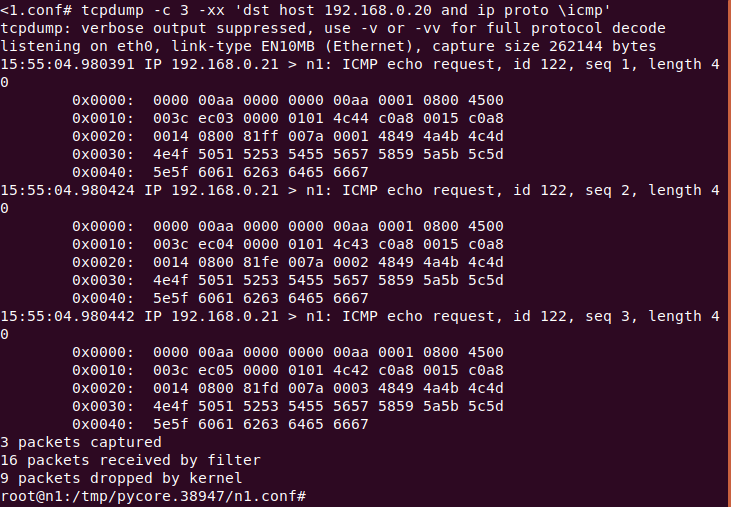 <1.conf# tcpdump -c 3 -xx 'dst host 192.168.0.20 and ip proto \icmp'
tcpdump: verbose output suppressed, use -v or -vv for full protocol decode
listening on eth0, link-type EN10MB (Ethernet), capture size 262144 bytes
15:55:04.980391 IP 192.168.0.21 > n1: ICMP echo request, id 122, seq 1, length 4
0
0x0000:  0000 00aa 0000 0000 00aa 0001 0800 4500
0x0010:  003c ec03 0000 0101 4c44 c0a8 0015 c0a8
0x0020:  0014 0800 81ff 007a 0001 4849 4a4b 4c4d
0x0030:  4e4f 5051 5253 5455 5657 5859 5a5b 5c5d
0x0040:  5e5f 6061 6263 6465 6667
15:55:04.980424 IP 192.168.0.21 > n1: ICMP echo request, id 122, seq 2, length 4
0
0x0000:  0000 00aa 0000 0000 00aa 0001 0800 4500
0x0010:  003c ec04 0000 0101 4c43 c0a8 0015 c0a8
0x0020:  0014 0800 81fe 007a 0002 4849 4a4b 4c4d
0x0030:  4e4f 5051 5253 5455 5657 5859 5a5b 5c5d
0x0040:  5e5f 6061 6263 6465 6667
15:55:04.980442 IP 192.168.0.21 > n1: ICMP echo request, id 122, seq 3, length 4
0
0x0000:  0000 00aa 0000 0000 00aa 0001 0800 4500
0x0010:  003c ec05 0000 0101 4c42 c0a8 0015 c0a8
0x0020:  0014 0800 81fd 007a 0003 4849 4a4b 4c4d
0x0030:  4e4f 5051 5253 5455 5657 5859 5a5b 5c5d
0x0040:  5e5f 6061 6263 6465 6667
3 packets captured
16 packets received by filter
9 packets dropped by kernel
root@n1:/tmp/pycore.38947/n1.conf#